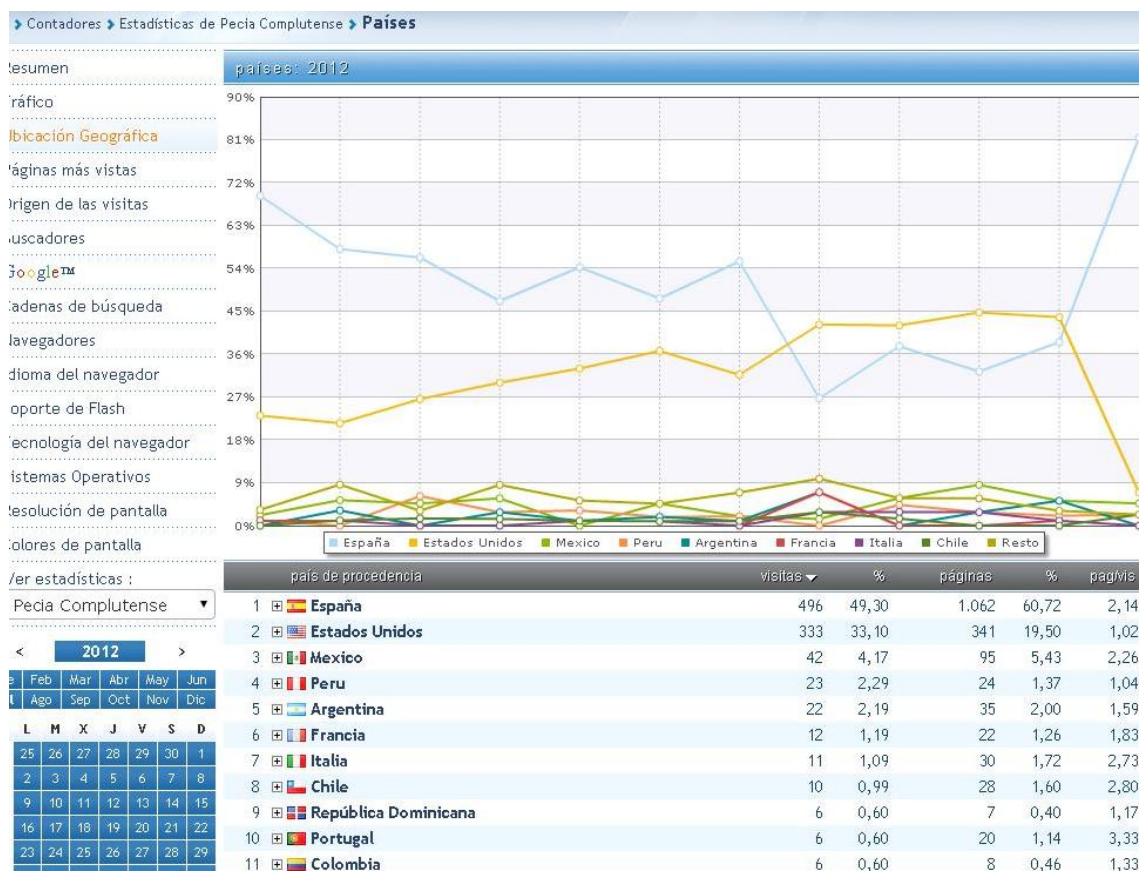 Contadores Estadísticas de Pecia Complutense Países
esumen
ráfico
bicación Geográfica
áginas más vistas
rigen de las visitas
uscadores
Google™
adenas de búsqueda
avegadores
dioma del navegador
oporte de Flash
ecnología del navegador
istemas Operativos
esolución de pantalla
olores de pantalla
Ver estadísticas :
Pecia Complutense
< 2012 >
e Feb Mar Abr May Jun
l Ago Sep Oct Nov Dic
L M X J V S D
25 26 27 28 29 30 1
2 3 4 5 6 7 8
9 10 11 12 13 14 15
16 17 18 19 20 21 22
23 24 25 26 27 28 29
países: 2012
90%
81%
72%
63%
54%
45%
36%
27%
18%
9%
0%
España Estados Unidos Mexico Peru Argentina Francia Italia Chile Resto
país de procedencia visitas % páginas % pag/vis
1 España 496 49,30 1.062 60,72 2,14
2 Estados Unidos 333 33,10 341 19,50 1,02
3 Mexico 42 4,17 95 5,43 2,26
4 Peru 23 2,29 24 1,37 1,04
5 Argentina 22 2,19 35 2,00 1,59
6 Francia 12 1,19 22 1,26 1,83
7 Italia 11 1,09 30 1,72 2,73
8 Chile 10 0,99 28 1,60 2,80
9 República Dominicana 6 0,60 7 0,40 1,17
10 Portugal 6 0,60 20 1,14 3,33
11 Colombia 6 0,60 8 0,46 1,33